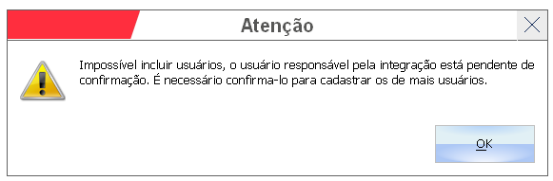 Atenção
Impossível incluir usuários, o usuário responsável pela integração está pendente de
confirmação. É necessário confirma-lo para cadastrar os de mais usuários.
OK